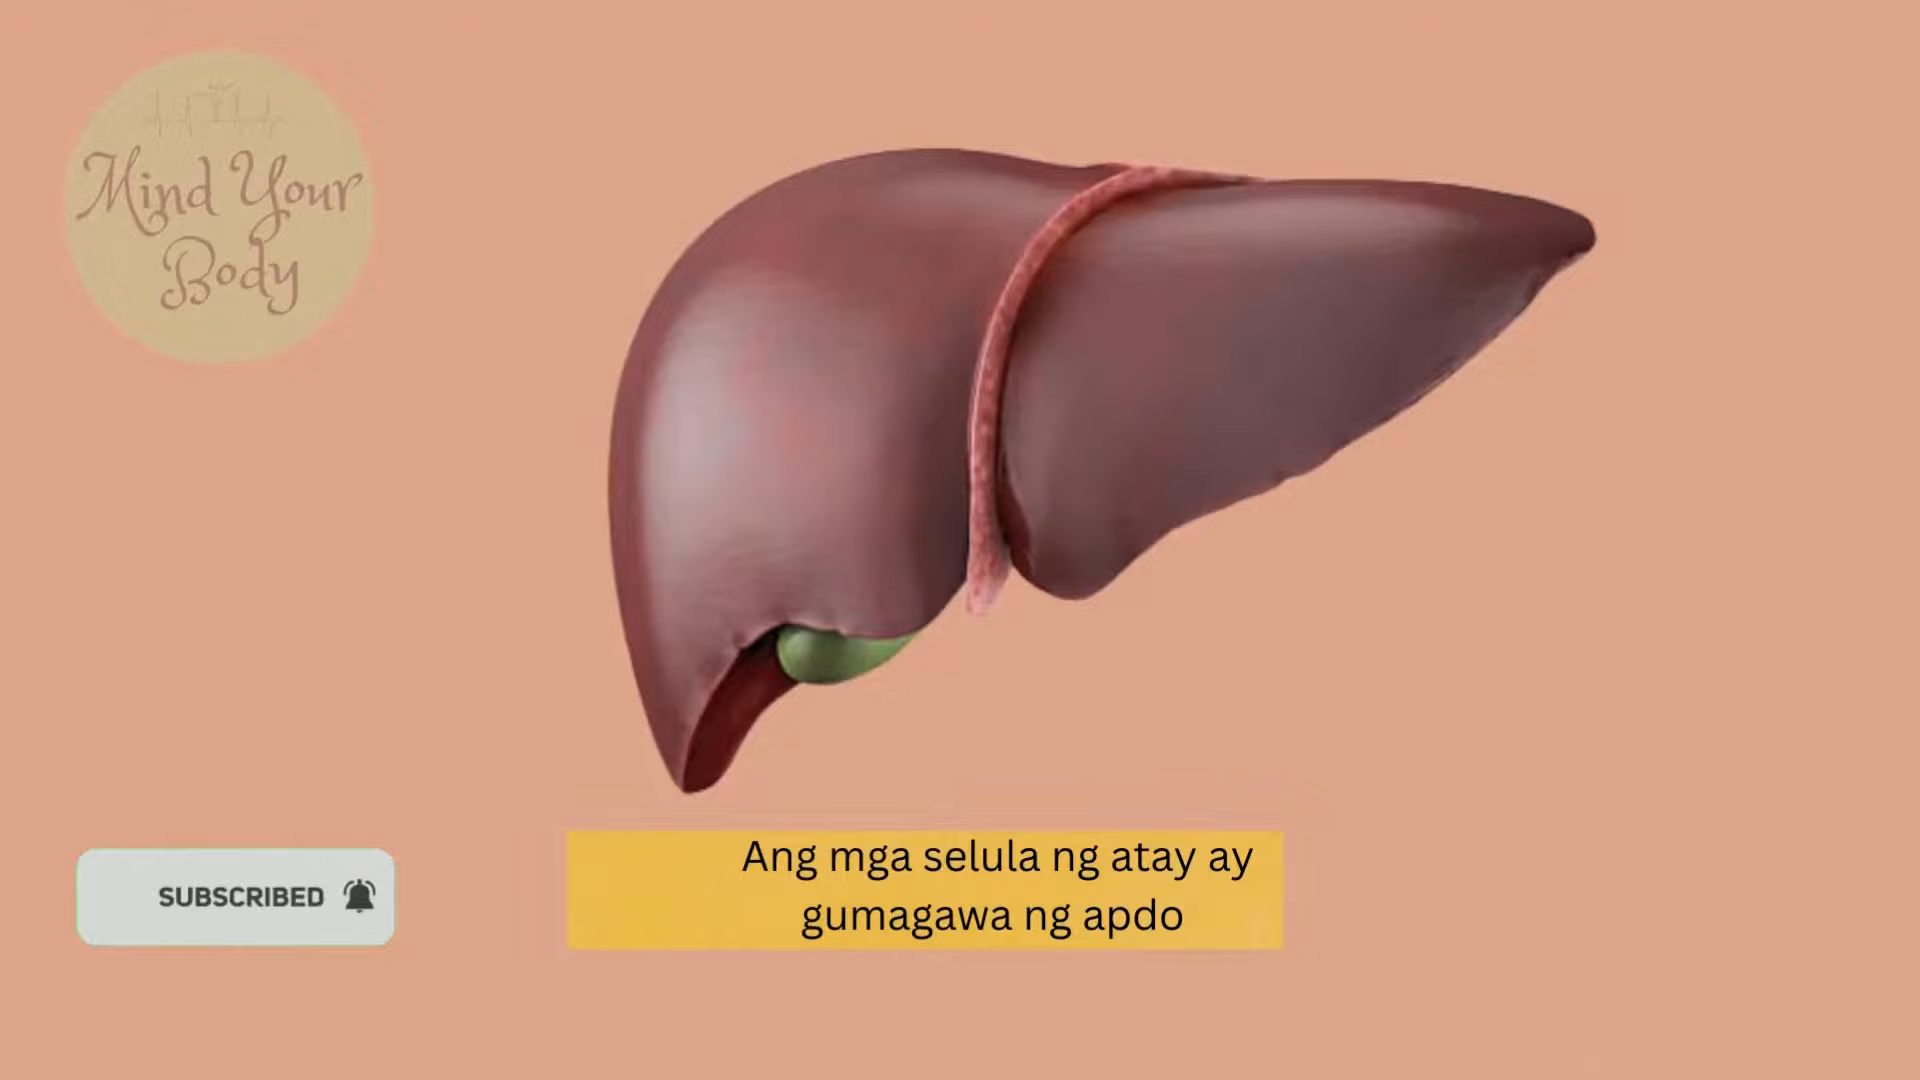 Mind Your
Body
SUBSCRIBED
Ang mga selula ng atay ay
gumagawa ng apdo